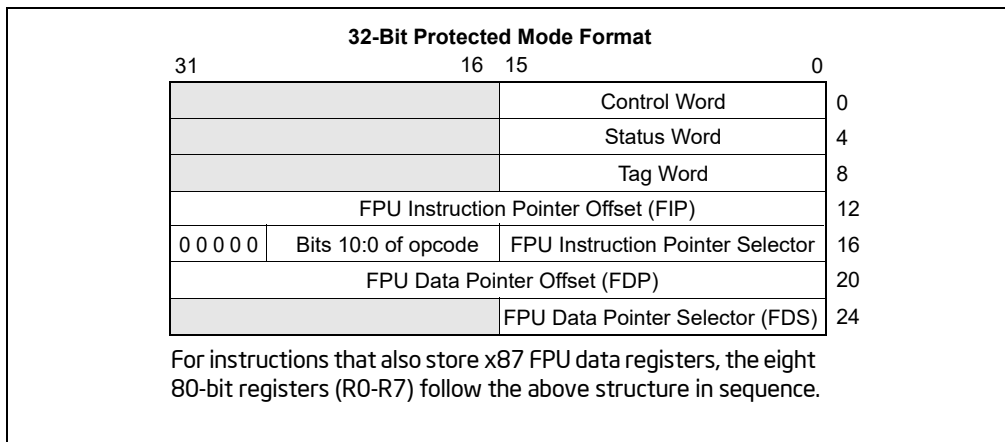 32-Bit Protected Mode Format
31 16 15 0
Control Word 0
Status Word 4
Tag Word 8
FPU Instruction Pointer Offset (FIP) 12
0 0 0 0 0 Bits 10:0 of opcode FPU Instruction Pointer Selector 16
FPU Data Pointer Offset (FDP) 20
FPU Data Pointer Selector (FDS) 24
For instructions that also store x87 FPU data registers, the eight
80-bit registers (R0-R7) follow the above structure in sequence.